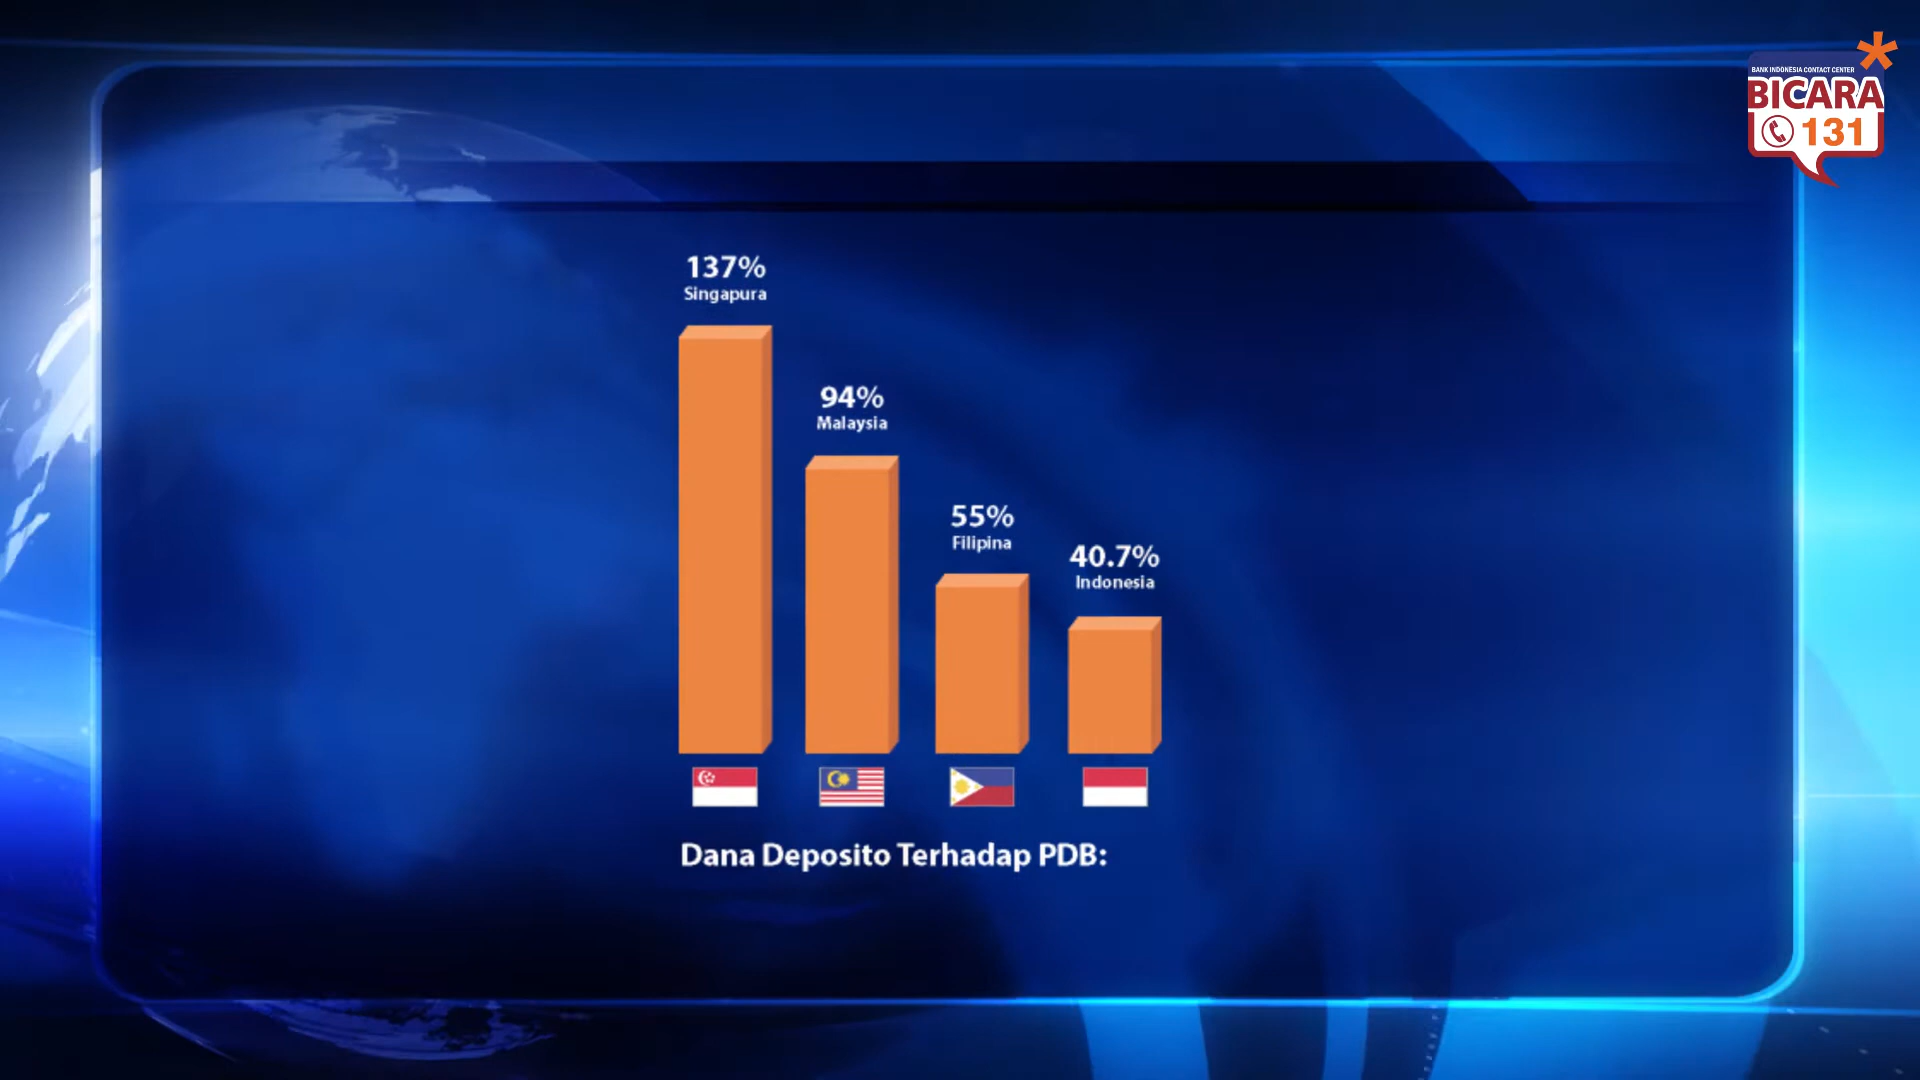 BANK INDONESIA CONTACT CENTER
BICARA
131
137%
Singapura
94%
Malaysia
55%
Filipina
40.7%
Indonesia
Dana Deposito Terhadap PDB: